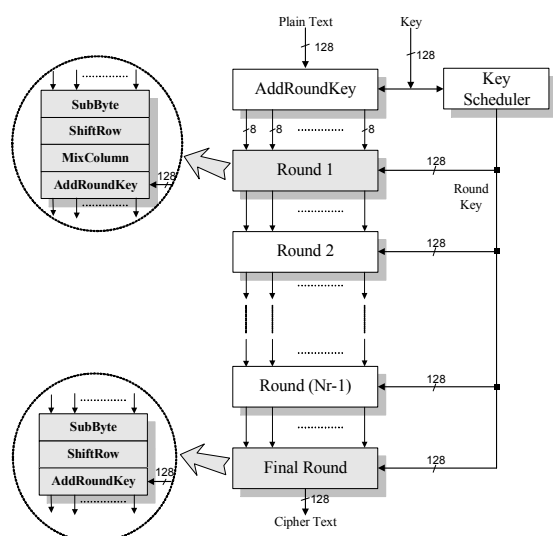 Plain Text
Key
128
128
AddRoundKey
Key
Scheduler
8
8
8
SubByte
ShiftRow
MixColumn
AddRoundKey
128
Round 1
128
Round
Key
Round 2
128
Round (Nr-1)
128
SubByte
ShiftRow
AddRoundKey
128
Final Round
128
128
Cipher Text